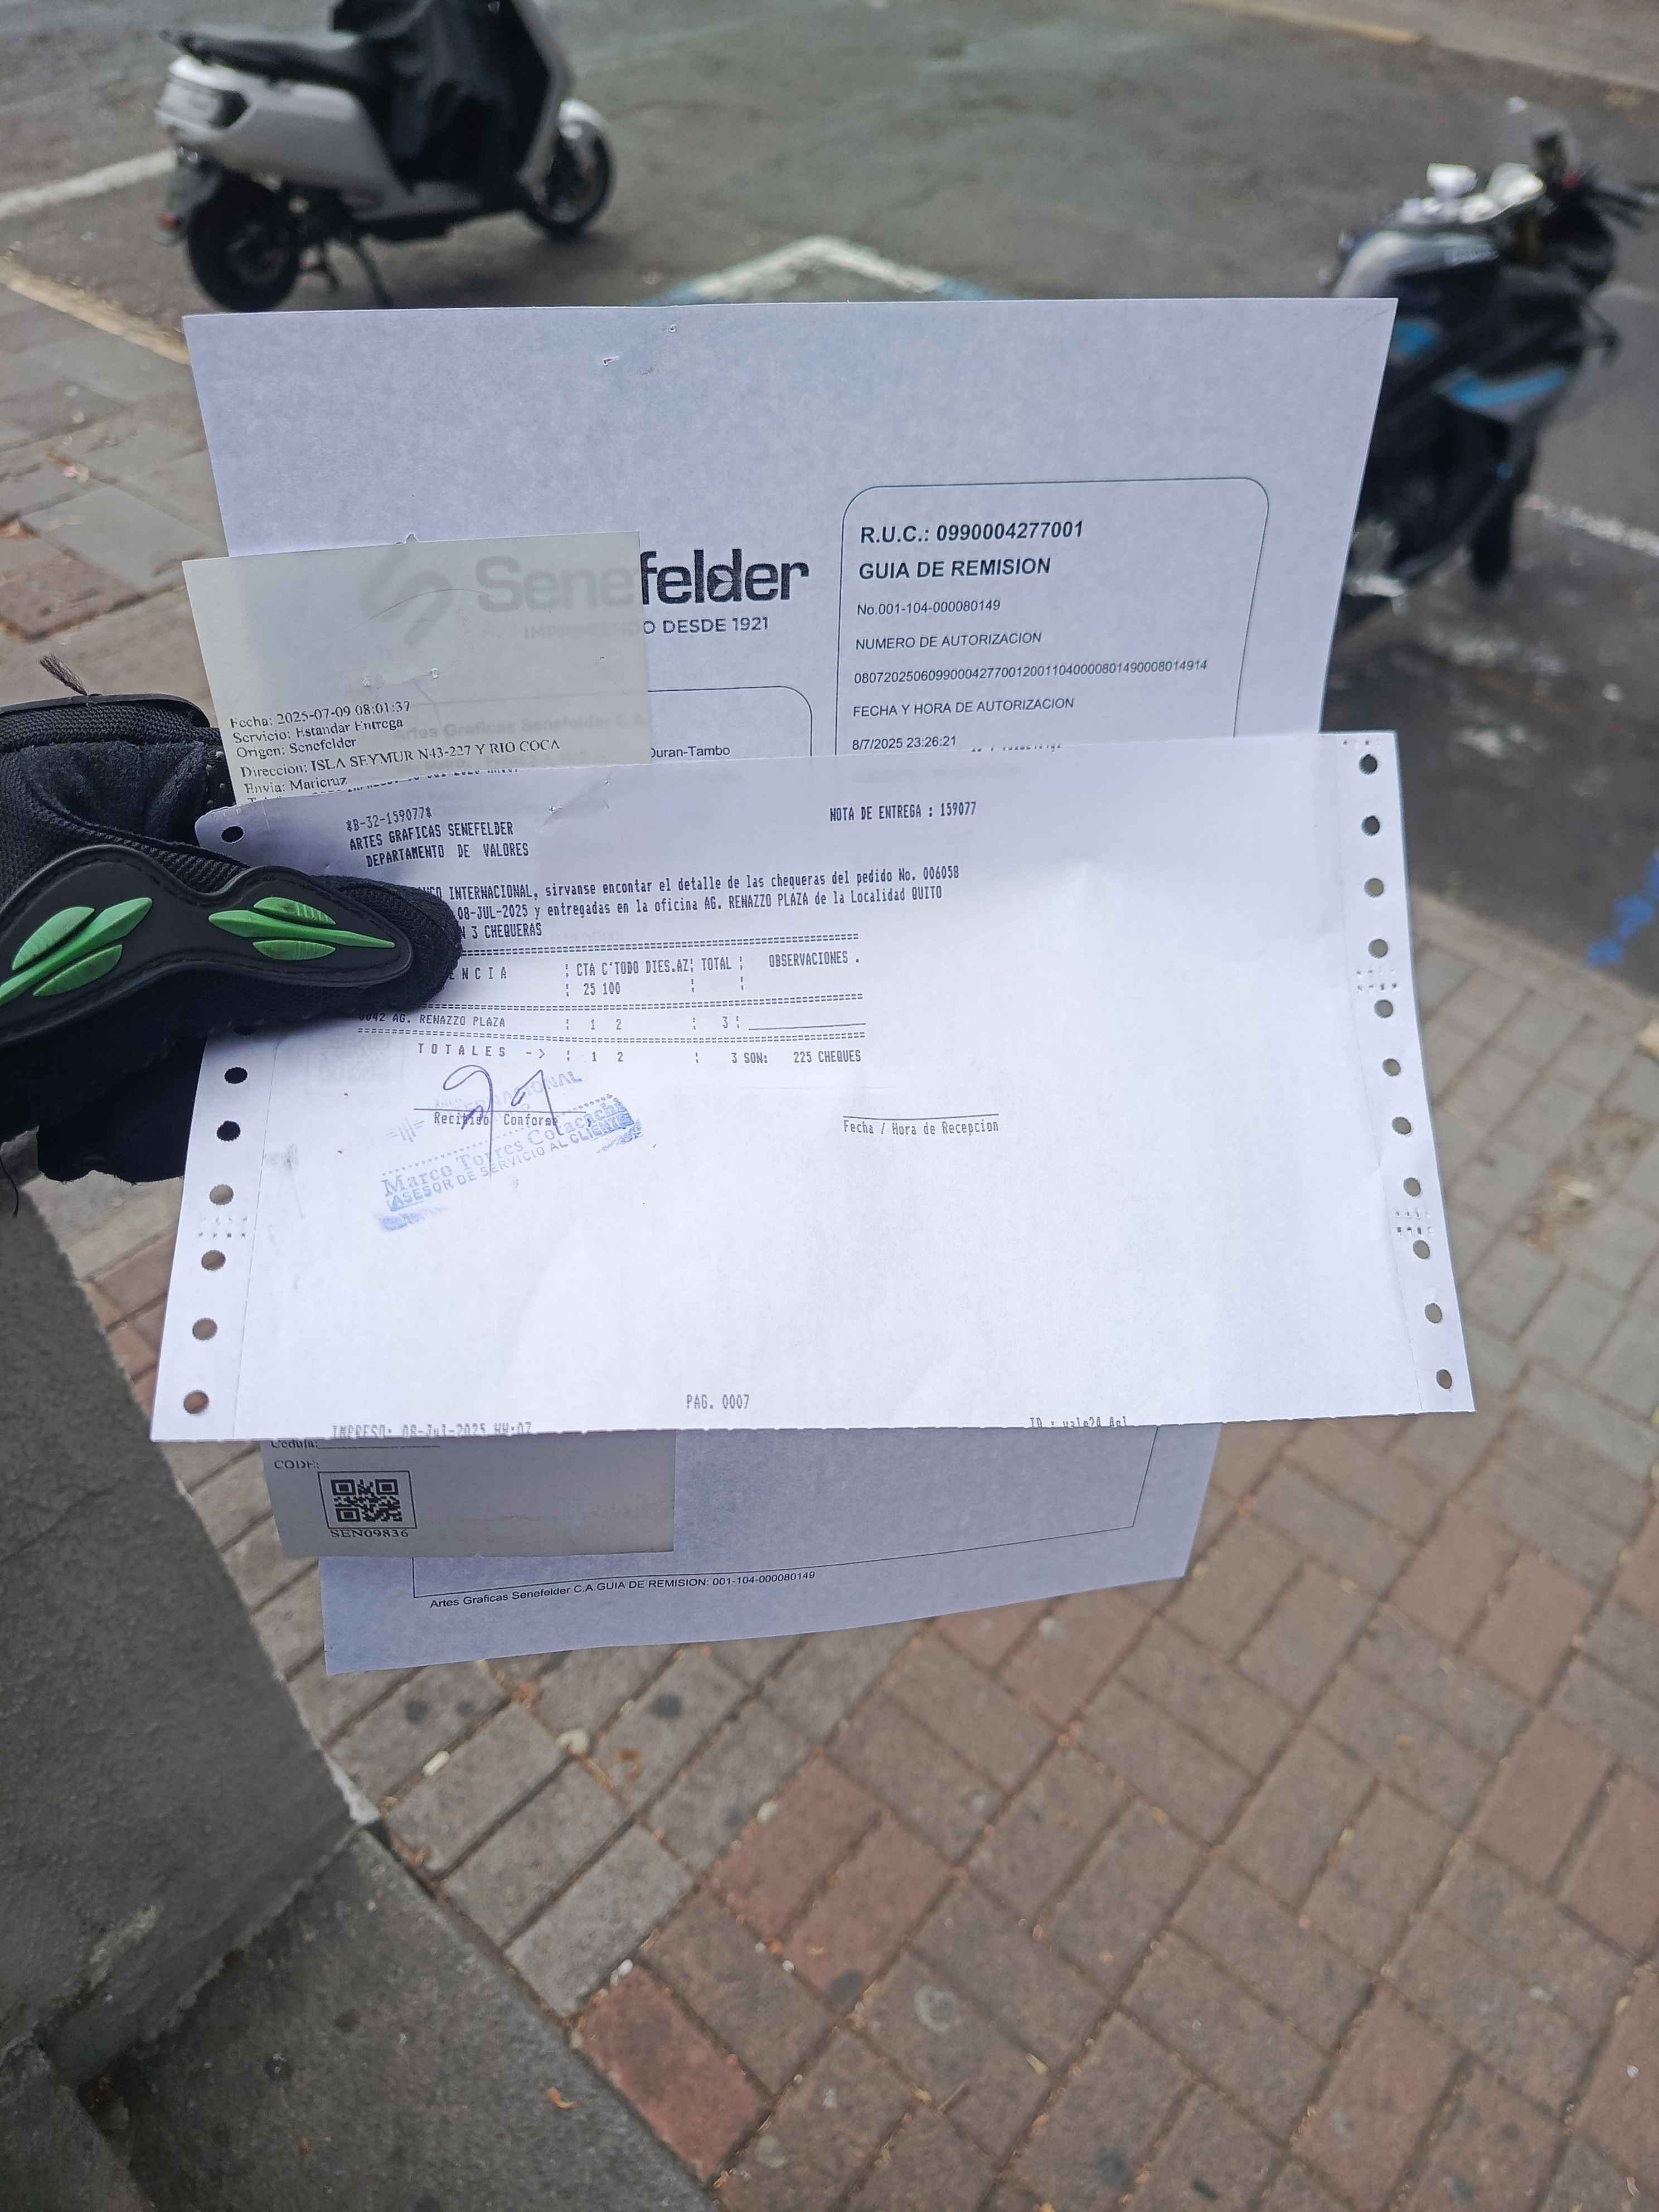 Senefelder
O DESDE 1921
R.U.C.: 0990004277001
GUIA DE REMISION
No.001-104-000080149
NUMERO DE AUTORIZACION
0807202506099000427700120011040000801490008014914
FECHA Y HORA DE AUTORIZACION
8/7/2025 23:26:21
Duran-Tambo
Fecha: 2025-07-09 08:01:37
Servicio: Estandar Entrega
Origen: Senefelder
Direccion: ISLA SEYMUR N43-227 Y RIO COCA
Envia: Maricruz
*B-32-159077*
NOTA DE ENTREGA : 159077
ARTES GRAFICAS SENEFELDER
DEPARTAMENTO DE VALORES
INTERNACIONAL, sirvanse encontar el detalle de las chequeras del pedido No. 006058
08-JUL-2025 y entregadas en la oficina AG. RENAZZO PLAZA de la Localidad QUITO
3 CHEQUERAS
E N C I A ¦ CTA C'TODO DIES.AZ¦ TOTAL ¦ OBSERVACIONES .
¦ 25 100 ¦ ¦
0042 AG. RENAZZO PLAZA ¦ 1 2 ¦ 3 ¦
T O T A L E S -> ¦ 1 2 ¦ 3 SON: 225 CHEQUES
Recibido Conforme
Fecha / Hora de Recepcion
Marco Torres Cotacachi
ASESOR DE SERVICIO AL CLIENTE
PAG. 0007
IMPRESO: 08-Jul-2025
Cedula:
CODE:
SEN09836
Artes Graficas Senefelder C.A.GUIA DE REMISION: 001-104-000080149